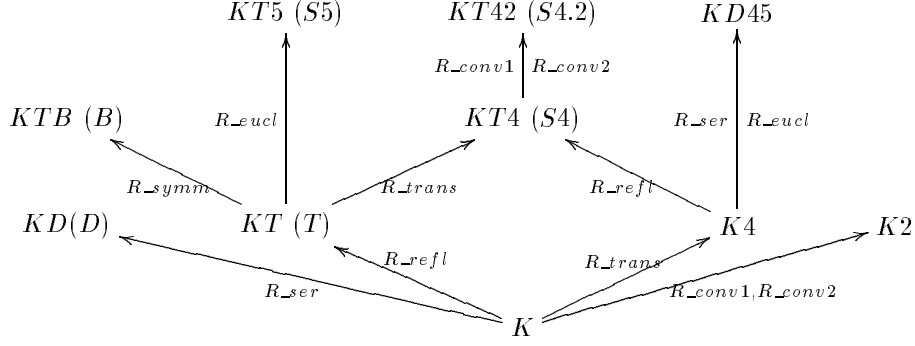 KT5 (S5) KT42 (S4.2) KD45
R_conv1 R_conv2
KTB (B) R_eucl KT4 (S4) R_ser R_eucl
R_symm R_trans R_refl
KD(D) KT (T) K4 K2
R_refl R_trans
R_ser R_conv1,R_conv2
K